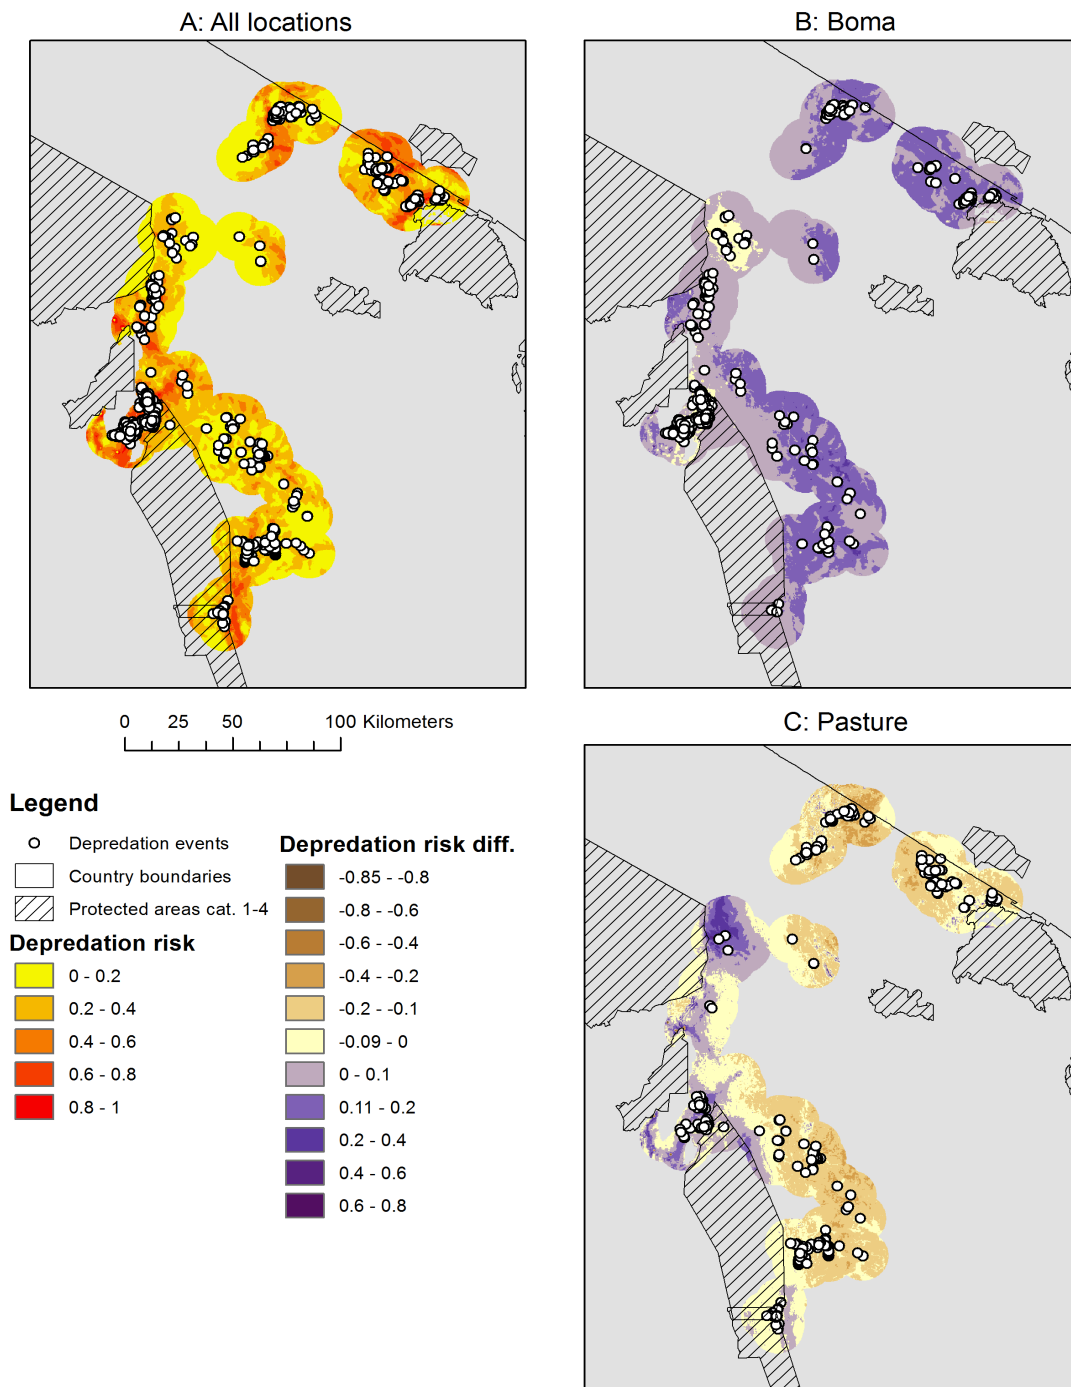 A: All locations
B: Boma
0 25 50 100 Kilometers
C: Pasture
Legend
Depredation events
Country boundaries
Protected areas cat. 1-4
Depredation risk
0 - 0.2
0.2 - 0.4
0.4 - 0.6
0.6 - 0.8
0.8 - 1
Depredation risk diff.
-0.85 - -0.8
-0.8 - -0.6
-0.6 - -0.4
-0.4 - -0.2
-0.2 - -0.1
-0.09 - 0
0 - 0.1
0.11 - 0.2
0.2 - 0.4
0.4 - 0.6
0.6 - 0.8